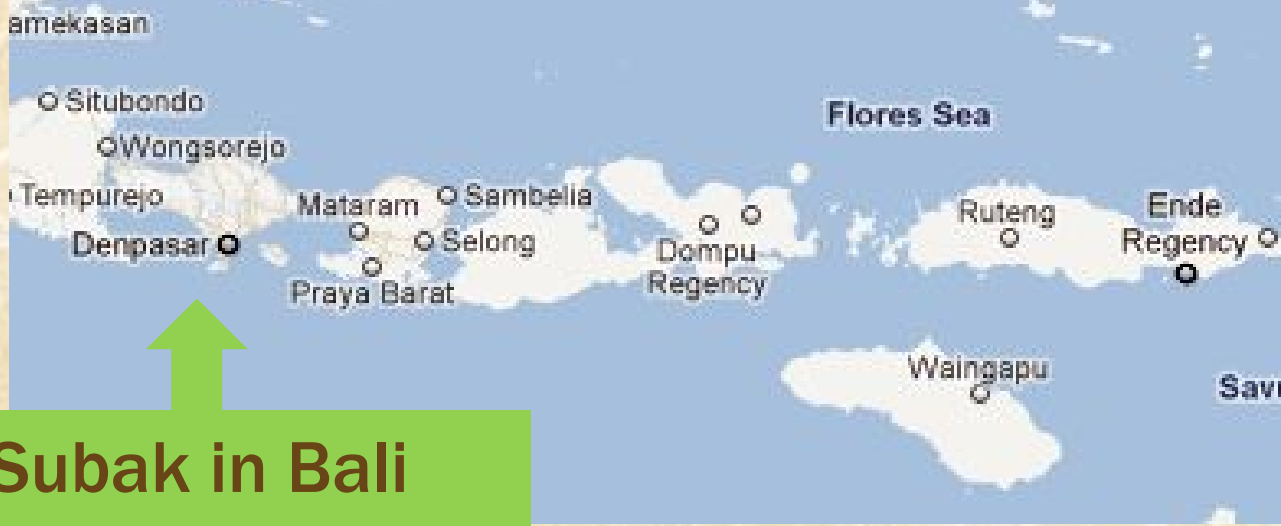 amekasan
Situbondo
Flores Sea
Wongsorejo
Tempurejo
Mataram
Sambelia
Ruteng
Ende
Regency
Denpasar
Selong
Dompu
Regency
Praya Barat
Waingapu
Savu
Subak in Bali